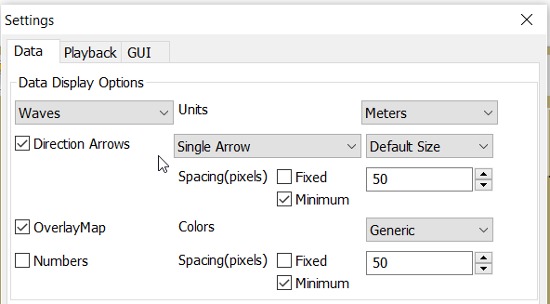 Settings
Data Playback GUI
Data Display Options
Waves Units Meters
Direction Arrows Single Arrow Default Size
Spacing(pixels) Fixed 50
Minimum
OverlayMap Colors Generic
Numbers Spacing(pixels) Fixed 50
Minimum